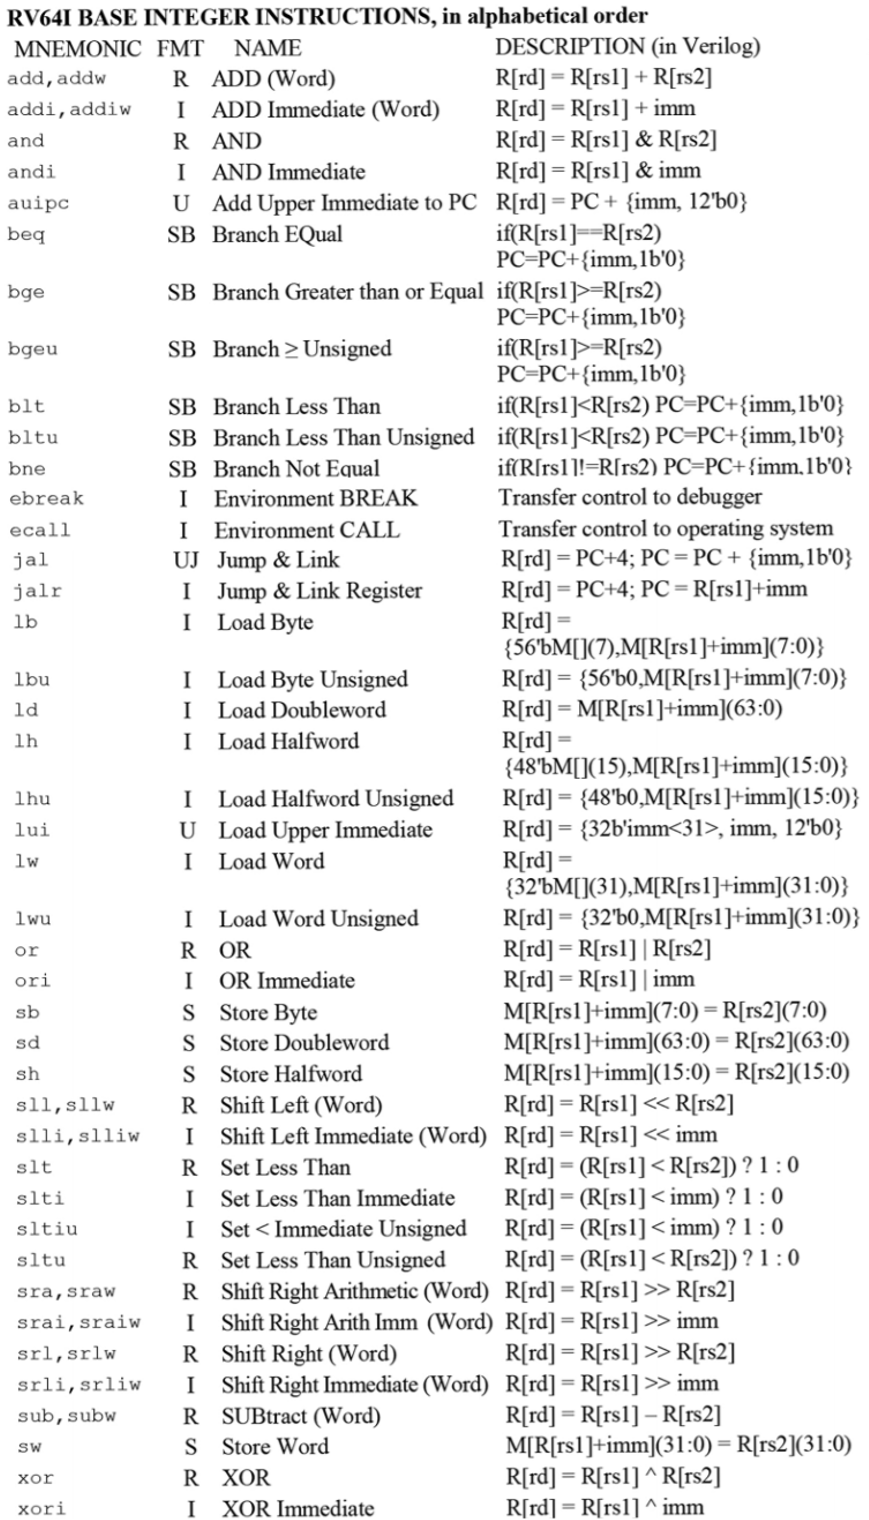 RV64I BASE INTEGER INSTRUCTIONS, in alphabetical order
MNEMONIC FMT NAME DESCRIPTION (in Verilog)
add,addw R ADD (Word) R[rd] = R[rs1] + R[rs2]
addi,addiw I ADD Immediate (Word) R[rd] = R[rs1] + imm
and R AND R[rd] = R[rs1] & R[rs2]
andi I AND Immediate R[rd] = R[rs1] & imm
auipc U Add Upper Immediate to PC R[rd] = PC + {imm, 12'b0}
beq SB Branch EQual if(R[rs1]==R[rs2)
PC=PC+{imm,1b'0}
bge SB Branch Greater than or Equal if(R[rs1]>=R[rs2)
PC=PC+{imm,1b'0}
bgeu SB Branch ≥ Unsigned if(R[rs1]>=R[rs2)
PC=PC+{imm,1b'0}
blt SB Branch Less Than if(R[rs1]<R[rs2) PC=PC+{imm,1b'0}
bltu SB Branch Less Than Unsigned if(R[rs1]<R[rs2) PC=PC+{imm,1b'0}
bne SB Branch Not Equal if(R[rs1]!=R[rs2) PC=PC+{imm,1b'0}
ebreak I Environment BREAK Transfer control to debugger
ecall I Environment CALL Transfer control to operating system
jal UJ Jump & Link R[rd] = PC+4; PC = PC + {imm,1b'0}
jalr I Jump & Link Register R[rd] = PC+4; PC = R[rs1]+imm
lb I Load Byte R[rd] =
{56'bM[](7),M[R[rs1]+imm](7:0)}
lbu I Load Byte Unsigned R[rd] = {56'b0,M[R[rs1]+imm](7:0)}
ld I Load Doubleword R[rd] = M[R[rs1]+imm](63:0)
lh I Load Halfword R[rd] =
{48'bM[](15),M[R[rs1]+imm](15:0)}
lhu I Load Halfword Unsigned R[rd] = {48'b0,M[R[rs1]+imm](15:0)}
lui U Load Upper Immediate R[rd] = {32b'imm<31>, imm, 12'b0}
lw I Load Word R[rd] =
{32'bM[](31),M[R[rs1]+imm](31:0)}
lwu I Load Word Unsigned R[rd] = {32'b0,M[R[rs1]+imm](31:0)}
or R OR R[rd] = R[rs1] | R[rs2]
ori I OR Immediate R[rd] = R[rs1] | imm
sb S Store Byte M[R[rs1]+imm](7:0) = R[rs2](7:0)
sd S Store Doubleword M[R[rs1]+imm](63:0) = R[rs2](63:0)
sh S Store Halfword M[R[rs1]+imm](15:0) = R[rs2](15:0)
sll,sllw R Shift Left (Word) R[rd] = R[rs1] << R[rs2]
slli,slliw I Shift Left Immediate (Word) R[rd] = R[rs1] << imm
slt R Set Less Than R[rd] = (R[rs1] < R[rs2]) ? 1 : 0
slti I Set Less Than Immediate R[rd] = (R[rs1] < imm) ? 1 : 0
sltiu I Set < Immediate Unsigned R[rd] = (R[rs1] < imm) ? 1 : 0
sltu R Set Less Than Unsigned R[rd] = (R[rs1] < R[rs2]) ? 1 : 0
sra,sraw R Shift Right Arithmetic (Word) R[rd] = R[rs1] >> R[rs2]
srai,sraiw I Shift Right Arith Imm (Word) R[rd] = R[rs1] >> imm
srl,srlw R Shift Right (Word) R[rd] = R[rs1] >> R[rs2]
srli,srliw I Shift Right Immediate (Word) R[rd] = R[rs1] >> imm
sub,subw R SUBtract (Word) R[rd] = R[rs1] – R[rs2]
sw S Store Word M[R[rs1]+imm](31:0) = R[rs2](31:0)
xor R XOR R[rd] = R[rs1] ^ R[rs2]
xori I XOR Immediate R[rd] = R[rs1] ^ imm